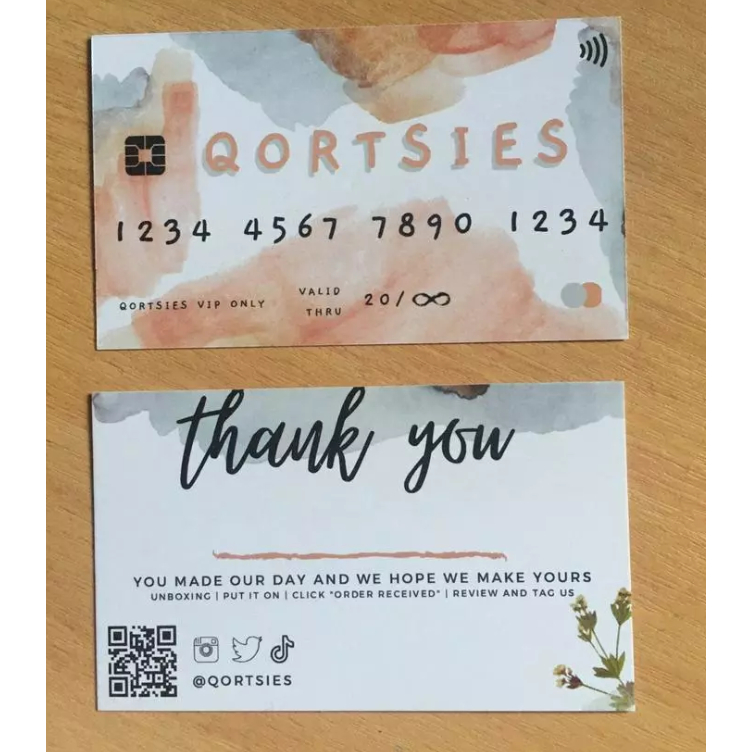 QORTSIES
1234 4567 7890 1234
QORTSIES VIP ONLY
VALID
THRU
20/∞
thank you
YOU MADE OUR DAY AND WE HOPE WE MAKE YOURS
UNBOXING | PUT IT ON | CLICK "ORDER RECEIVED" | REVIEW AND TAG US
@QORTSIES